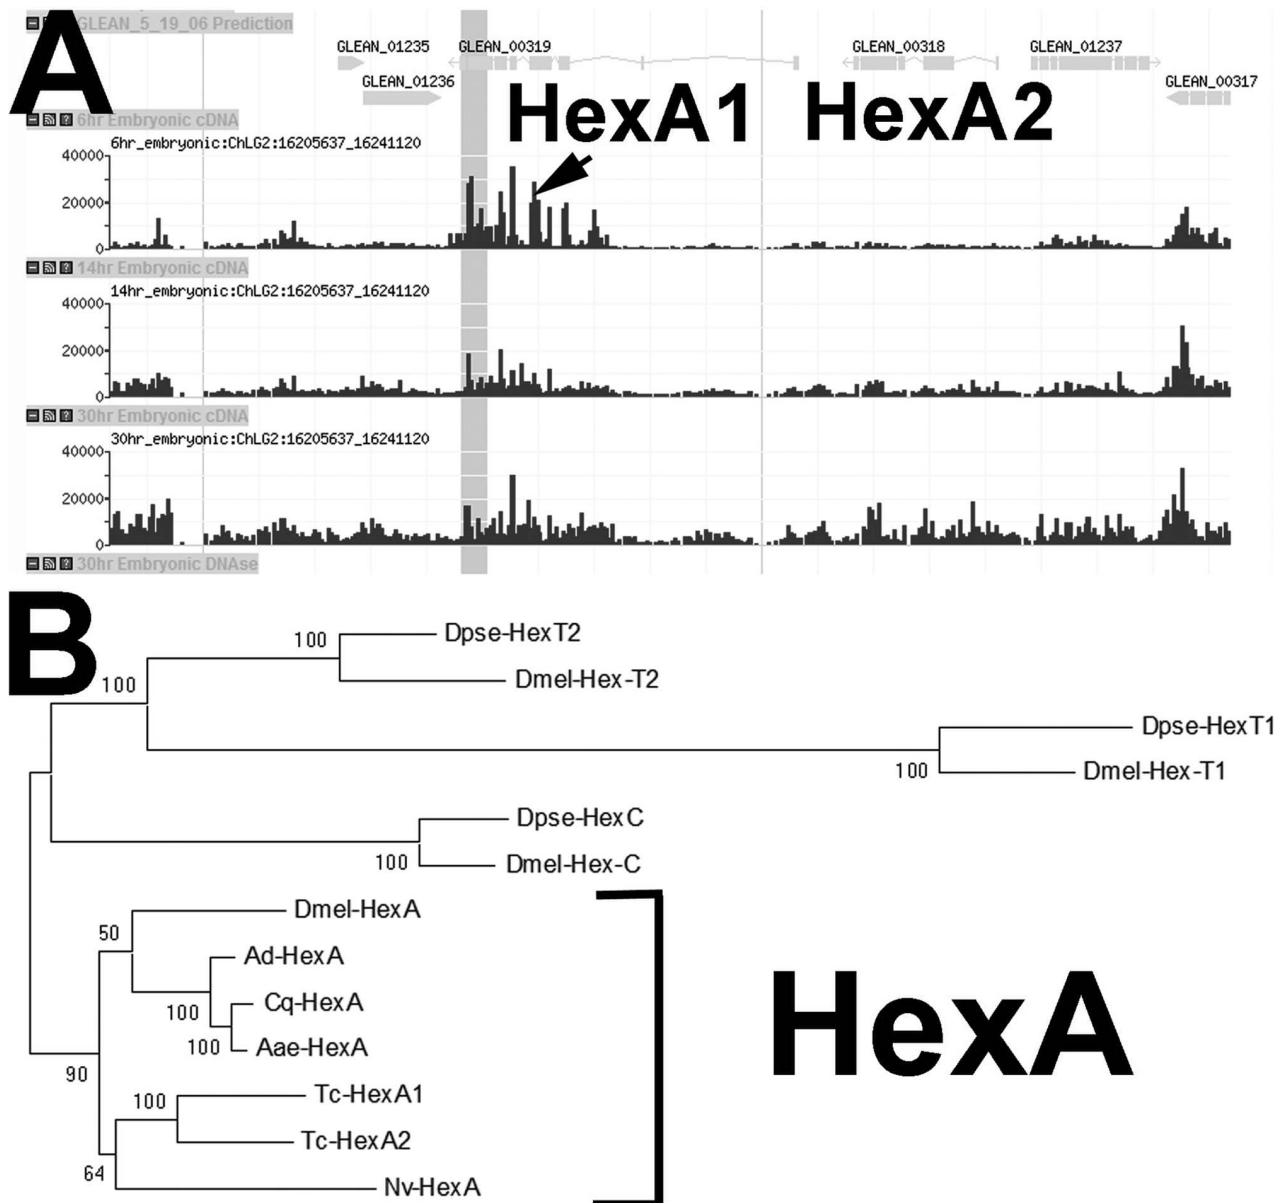 A
GLEAN_5_19_06 Prediction
GLEAN_01235 GLEAN_00319 GLEAN_00318 GLEAN_01237
GLEAN_01236 GLEAN_00317
HexA1 HexA2
6hr Embryonic cDNA
6hr_embryonic:ChLG2:16205637_16241120
40000
20000
0
14hr Embryonic cDNA
14hr_embryonic:ChLG2:16205637_16241120
40000
20000
0
30hr Embryonic cDNA
30hr_embryonic:ChLG2:16205637_16241120
40000
20000
0
30hr Embryonic DNAse
B
100 Dpse-HexT2
Dmel-Hex-T2
100
Dpse-HexT1
100 Dmel-Hex-T1
Dpse-HexC
100 Dmel-Hex-C
Dmel-HexA
50
Ad-HexA
100 Cq-HexA
100 Aae-HexA
HexA
90
100 Tc-HexA1
Tc-HexA2
64 Nv-HexA